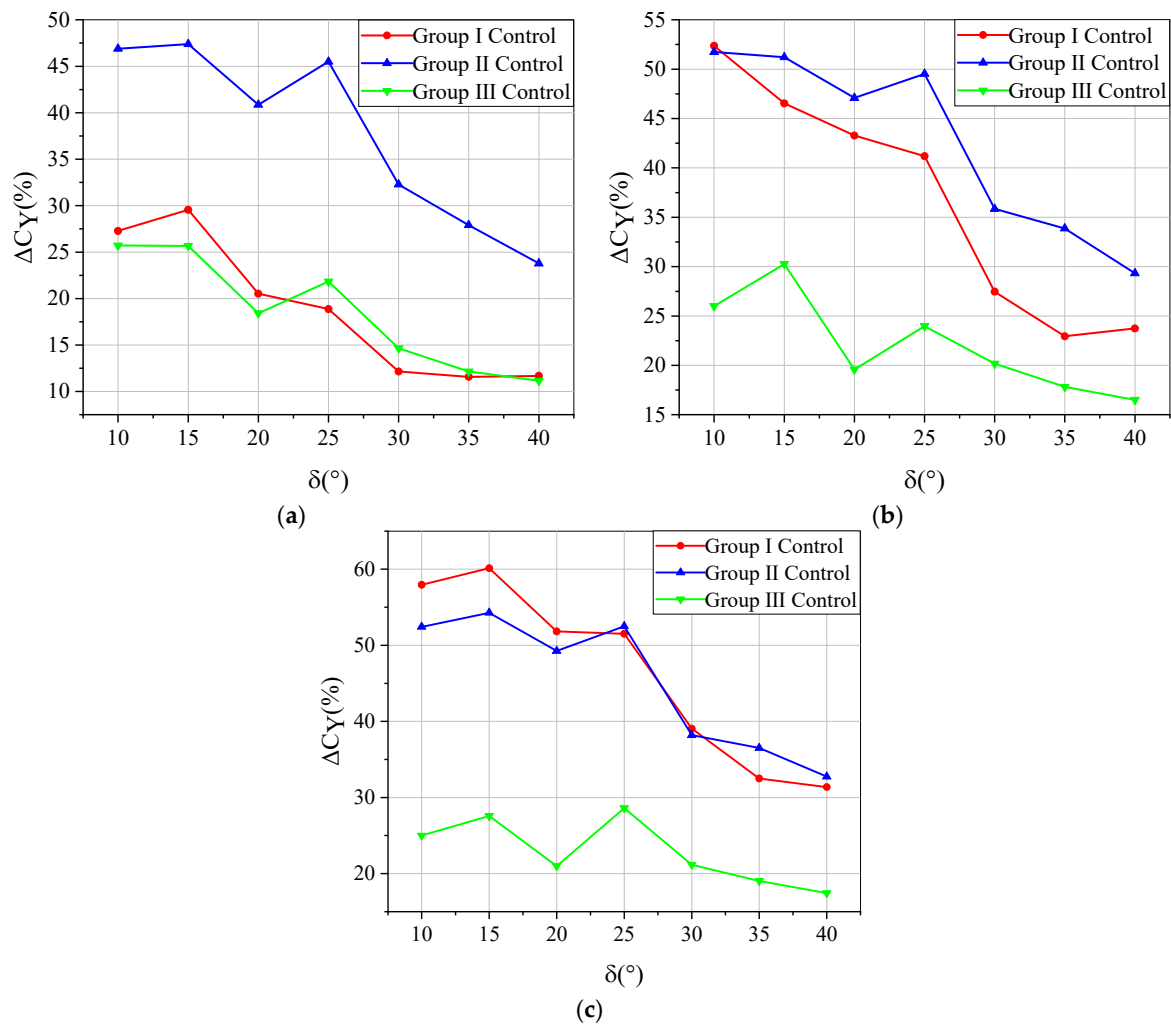 50
45
40
35
30
25
20
15
10
ΔCY(%)
Group I Control
Group II Control
Group III Control
10 15 20 25 30 35 40
δ(°)
(a)
55
50
45
40
35
30
25
20
15
ΔCY(%)
Group I Control
Group II Control
Group III Control
10 15 20 25 30 35 40
δ(°)
(b)
60
50
40
30
20
ΔCY(%)
Group I Control
Group II Control
Group III Control
10 15 20 25 30 35 40
δ(°)
(c)